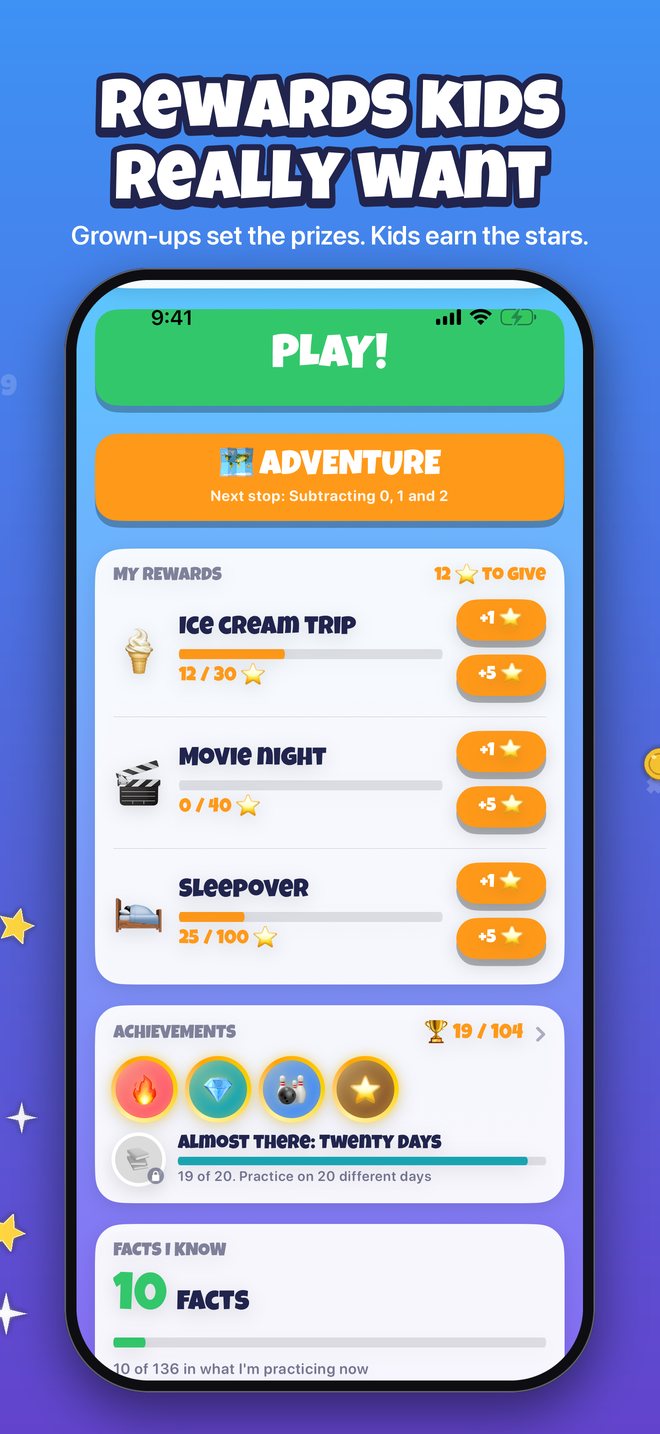 Rewards Kids
Really Want
Grown-ups set the prizes. Kids earn the stars.
9:41
PLAY!
ADVENTURE
Next stop: Subtracting 0, 1 and 2
MY REWARDS
12 ⭐ TO GIVE
Ice cream trip
+1 ⭐
12 / 30 ⭐
+5 ⭐
Movie night
+1 ⭐
0 / 40 ⭐
+5 ⭐
Sleepover
+1 ⭐
25 / 100 ⭐
+5 ⭐
ACHIEVEMENTS
🏆 19 / 104
Almost there: Twenty Days
19 of 20. Practice on 20 different days
FACTS I KNOW
10 FACTS
10 of 136 in what I'm practicing now
9